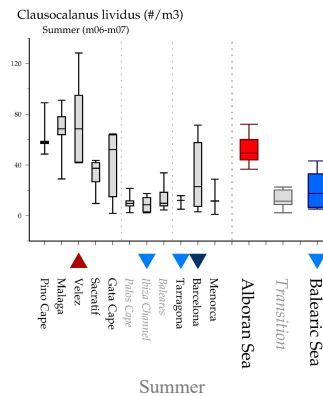 Clausocalanus lividus (#/m3)
Summer (m06-m07)
120
80
40
0
Pino Cape
Malaga
Velez
Sacratif
Gata Cape
Palos Cape
Ibiza Channel
Baleares
Tarragona
Barcelona
Menorca
Alboran Sea
Transition
Balearic Sea
Summer